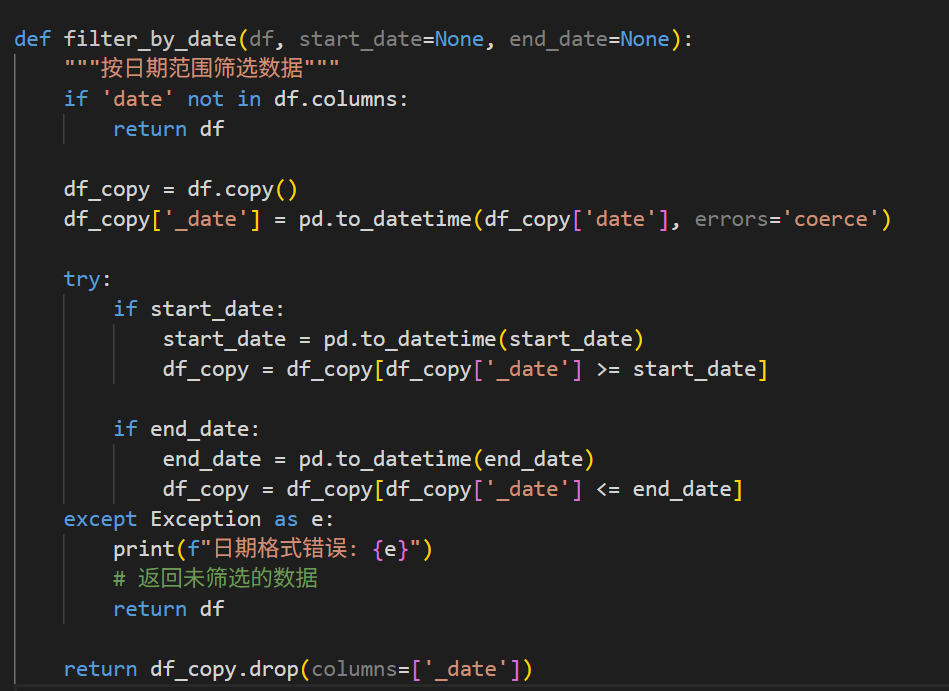 def filter_by_date(df, start_date=None, end_date=None):
    """按日期范围筛选数据"""
    if 'date' not in df.columns:
        return df

    df_copy = df.copy()
    df_copy['_date'] = pd.to_datetime(df_copy['date'], errors='coerce')

    try:
        if start_date:
            start_date = pd.to_datetime(start_date)
            df_copy = df_copy[df_copy['_date'] >= start_date]

        if end_date:
            end_date = pd.to_datetime(end_date)
            df_copy = df_copy[df_copy['_date'] <= end_date]
    except Exception as e:
        print(f"日期格式错误: {e}")
        # 返回未筛选的数据
        return df

    return df_copy.drop(columns=['_date'])